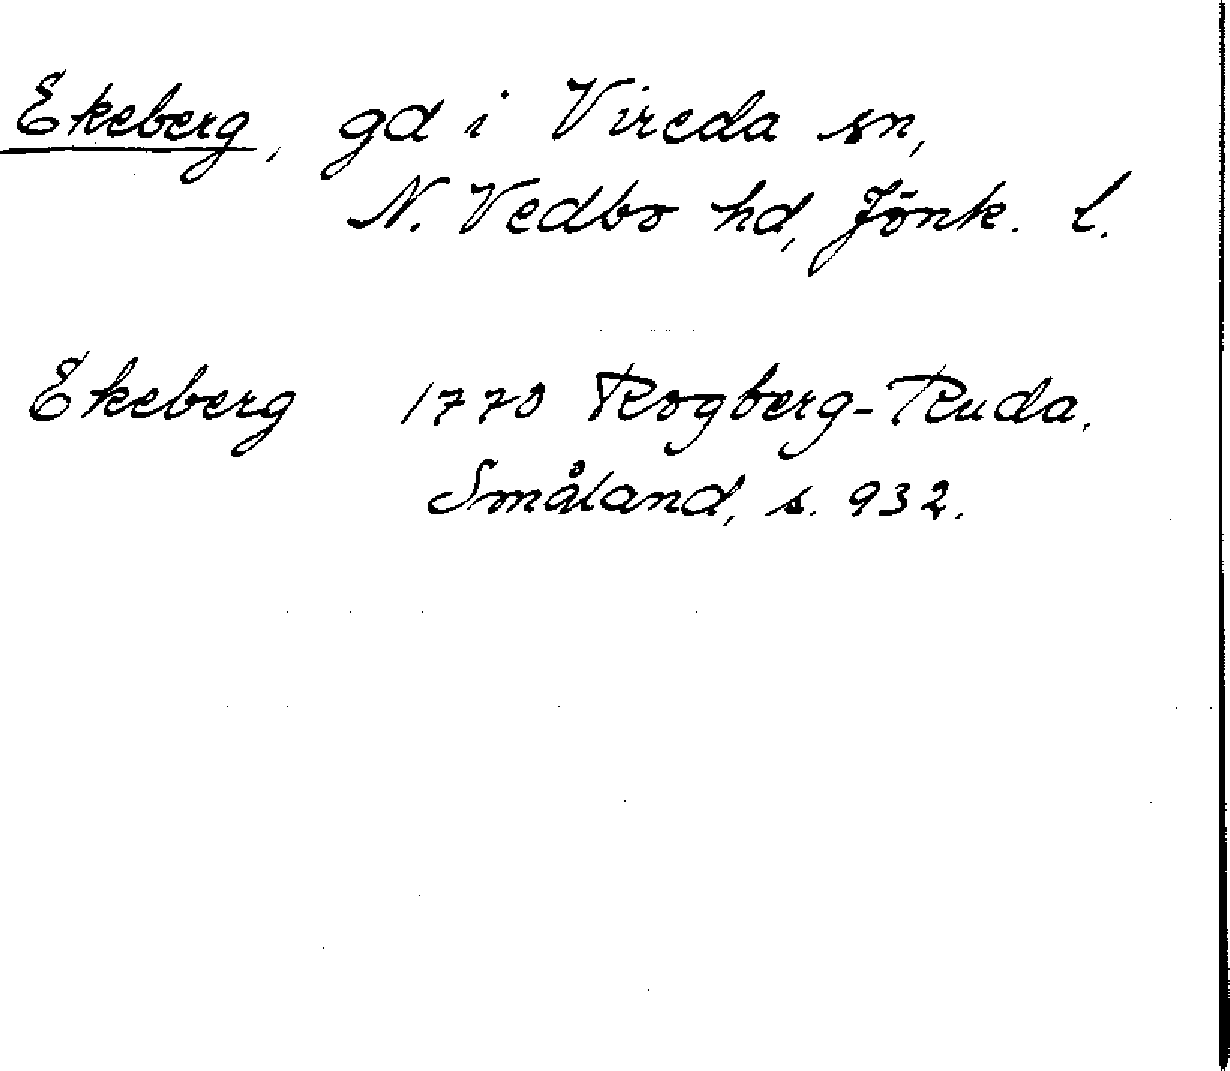 Ekeberg, gd i Vireda sn,
N. Vedbo hd, Jönk. l.
Ekeberg 1770 Rogberg-Ruda.
Småland, s. 932.